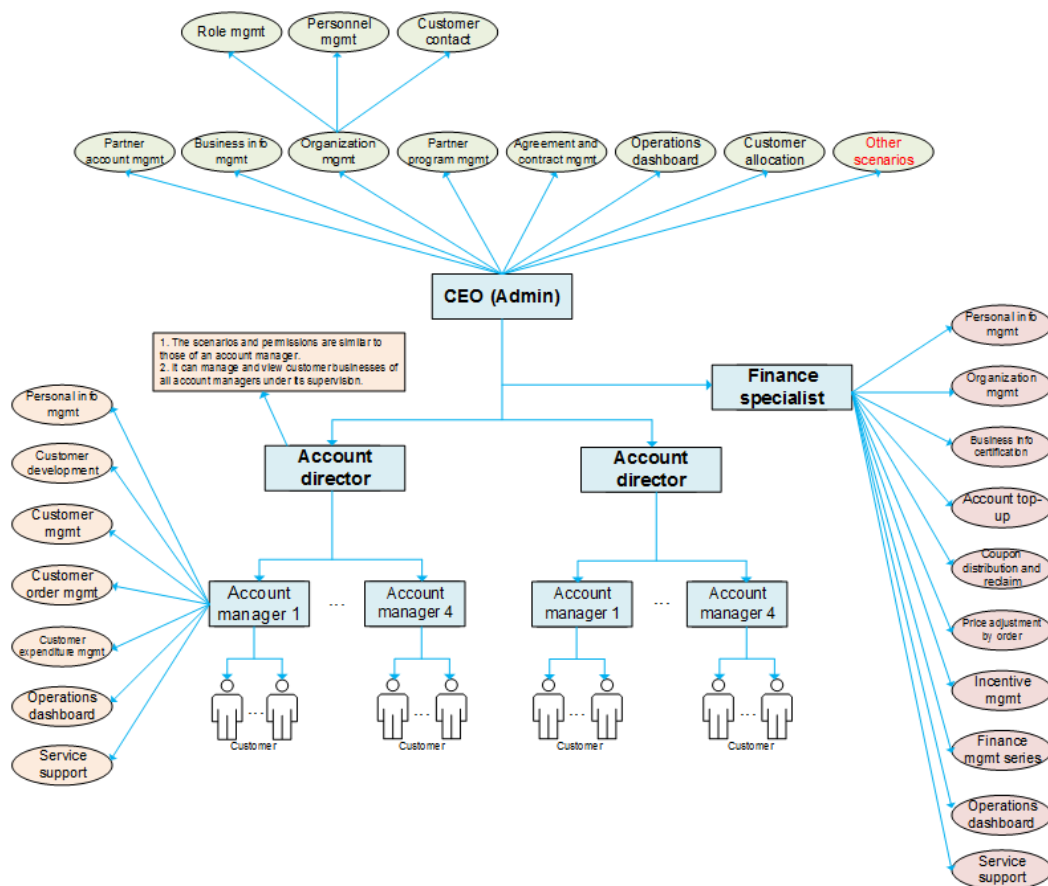 Role mgmt
Personnel
mgmt
Customer
contact
Partner
account mgmt
Business info
mgmt
Organization
mgmt
Partner
program mgmt
Agreement and
contract mgmt
Operations
dashboard
Customer
allocation
Other
scenarios
CEO (Admin)
1. The scenarios and permissions are similar to
those of an account manager.
2. It can manage and view customer businesses of
all account managers under its supervision.
Finance
specialist
Account
director
Account
director
Personal info
mgmt
Customer
development
Customer
mgmt
Customer
order mgmt
Customer
expenditure mgmt
Operations
dashboard
Service
support
Account
manager 1
...
Account
manager 4
Account
manager 1
...
Account
manager 4
...
Customer
...
Customer
...
Customer
...
Customer
Personal info
mgmt
Organization
mgmt
Business info
certification
Account top-
up
Coupon
distribution and
reclaim
Price adjustment
by order
Incentive
mgmt
Finance
mgmt series
Operations
dashboard
Service
support